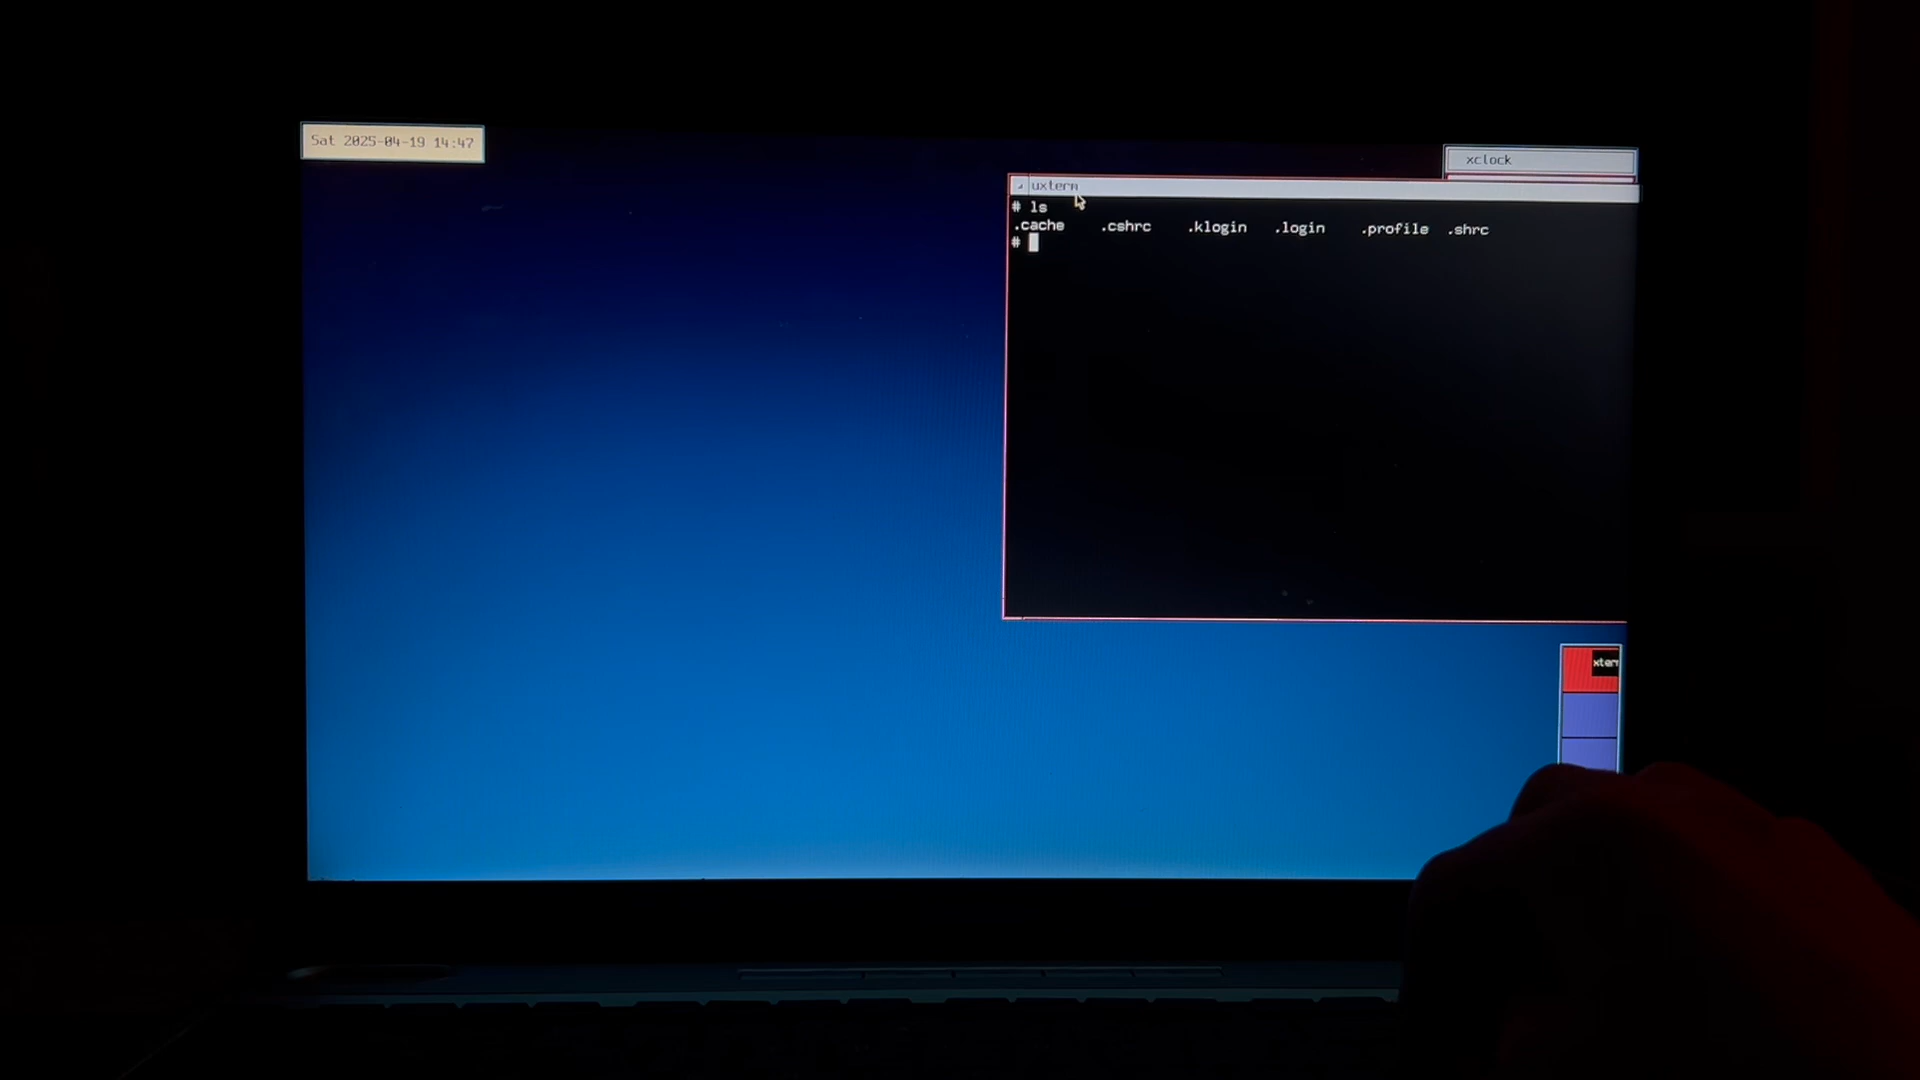 Sat 2025-04-19 14:47
xclock
uxterm
# ls
.cache .cshrc .klogin .login .profile .shrc
#
xterm